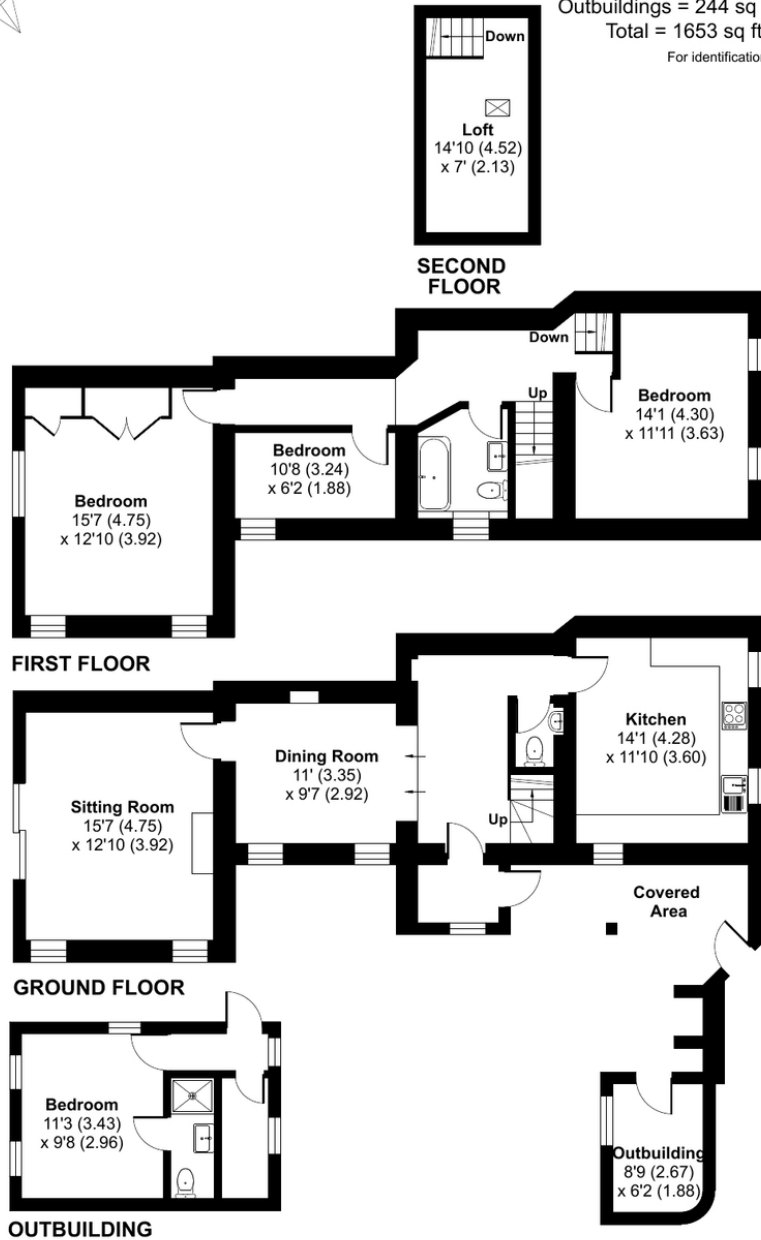 Outbuildings = 244 sq
Total = 1653 sq ft
For identification
Down
Loft
14'10 (4.52)
x 7' (2.13)
SECOND
FLOOR
Down
Up
Bedroom
14'1 (4.30)
x 11'11 (3.63)
Bedroom
10'8 (3.24)
x 6'2 (1.88)
Bedroom
15'7 (4.75)
x 12'10 (3.92)
FIRST FLOOR
Kitchen
14'1 (4.28)
x 11'10 (3.60)
Dining Room
11' (3.35)
x 9'7 (2.92)
Sitting Room
15'7 (4.75)
x 12'10 (3.92)
Up
Covered
Area
GROUND FLOOR
Bedroom
11'3 (3.43)
x 9'8 (2.96)
Outbuilding
8'9 (2.67)
x 6'2 (1.88)
OUTBUILDING